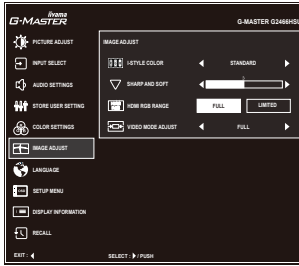 iiyama
G-MASTER
G-MASTER G2466HSU
PICTURE ADJUST
INPUT SELECT
AUDIO SETTINGS
STORE USER SETTING
COLOR SETTINGS
IMAGE ADJUST
LANGUAGE
SETUP MENU
DISPLAY INFORMATION
RECALL
IMAGE ADJUST
I-STYLE COLOR
STANDARD
SHARP AND SOFT
HDMI RGB RANGE
FULL
LIMITED
VIDEO MODE ADJUST
FULL
EXIT :
SELECT : / PUSH